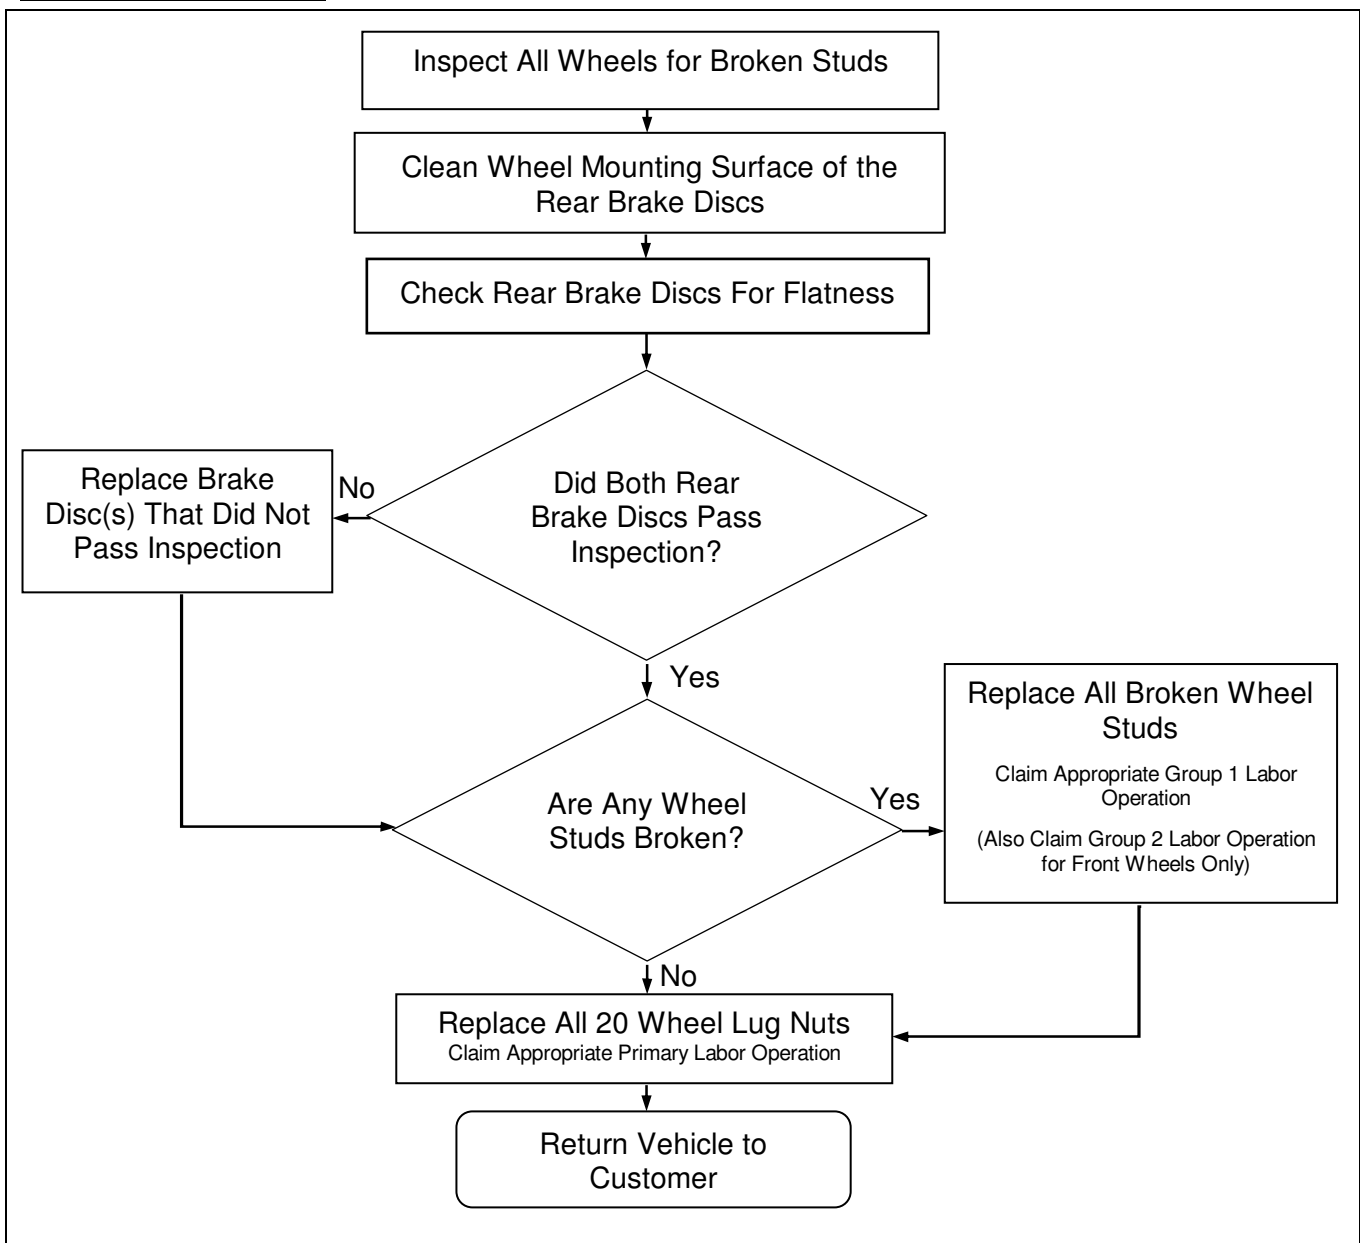 Inspect All Wheels for Broken Studs
Clean Wheel Mounting Surface of the
Rear Brake Discs
Check Rear Brake Discs For Flatness
Replace Brake
Disc(s) That Did Not
Pass Inspection
No
Did Both Rear
Brake Discs Pass
Inspection?
Yes
Are Any Wheel
Studs Broken?
Yes
Replace All Broken Wheel
Studs
Claim Appropriate Group 1 Labor
Operation
(Also Claim Group 2 Labor Operation
for Front Wheels Only)
No
Replace All 20 Wheel Lug Nuts
Claim Appropriate Primary Labor Operation
Return Vehicle to
Customer